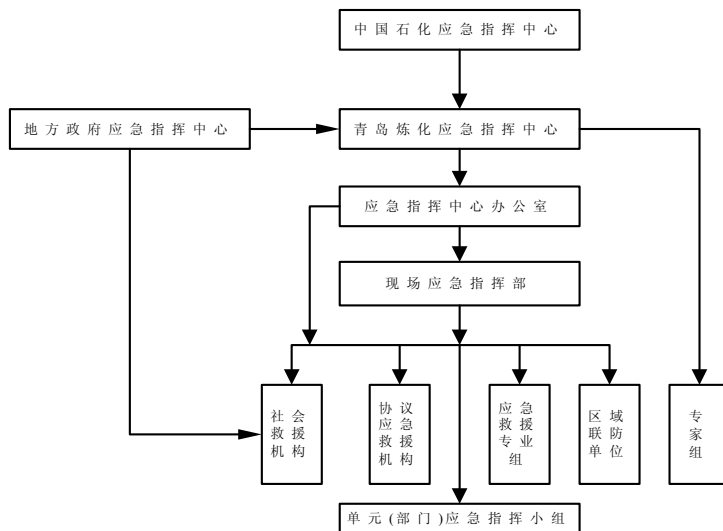 中国石化应急指挥中心
地方政府应急指挥中心
青岛炼化应急指挥中心
应急指挥中心办公室
现场应急指挥部
社会
救援
机构
协议
应急
救援
机构
应急
救援
专业
组
区域
联防
单位
专
家
组
单元(部门)应急指挥小组